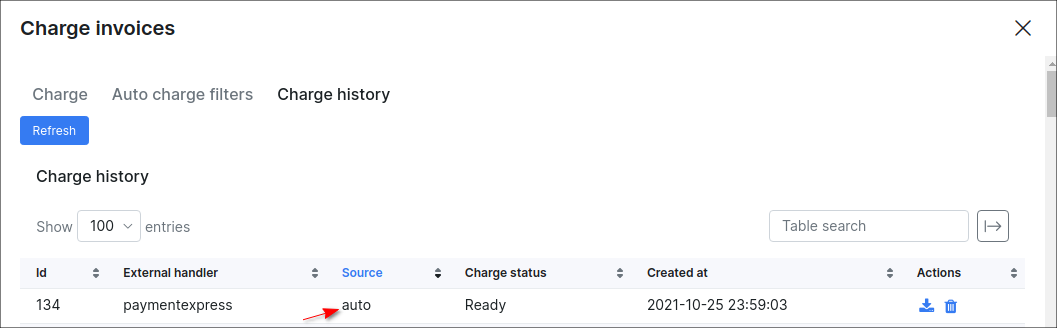 Charge invoices
Charge Auto charge filters Charge history
Refresh
Charge history
Show 100 entries Table search
Id External handler Source Charge status Created at Actions
134 paymentexpress auto Ready 2021-10-25 23:59:03